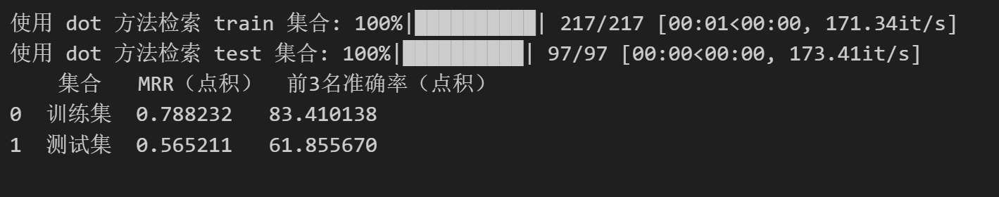 使用 dot 方法检索 train 集合: 100%|██████████| 217/217 [00:01<00:00, 171.34it/s]
使用 dot 方法检索 test 集合: 100%|██████████| 97/97 [00:00<00:00, 173.41it/s]
集合 MRR（点积） 前3名准确率（点积）
0 训练集 0.788232 83.410138
1 测试集 0.565211 61.855670